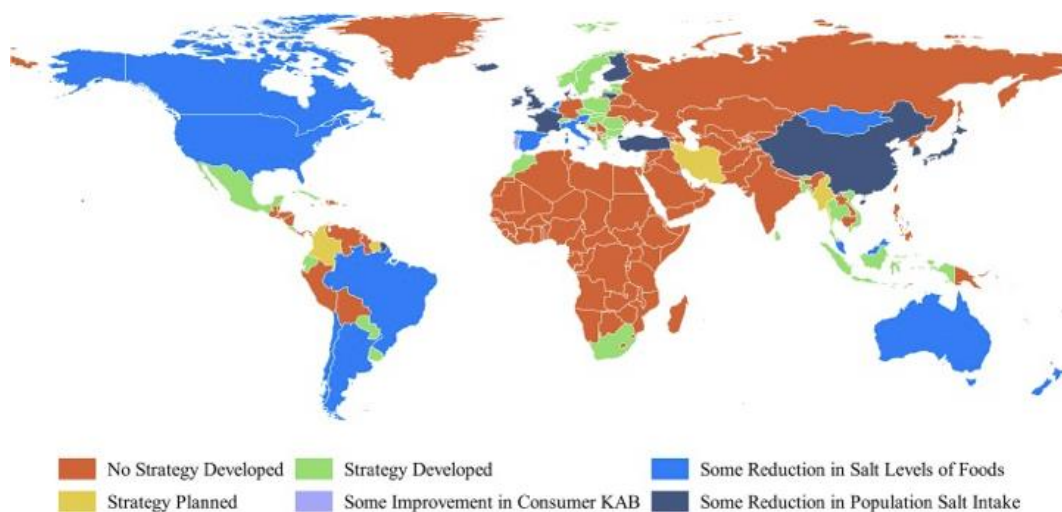 No Strategy Developed
Strategy Developed
Some Reduction in Salt Levels of Foods
Strategy Planned
Some Improvement in Consumer KAB
Some Reduction in Population Salt Intake